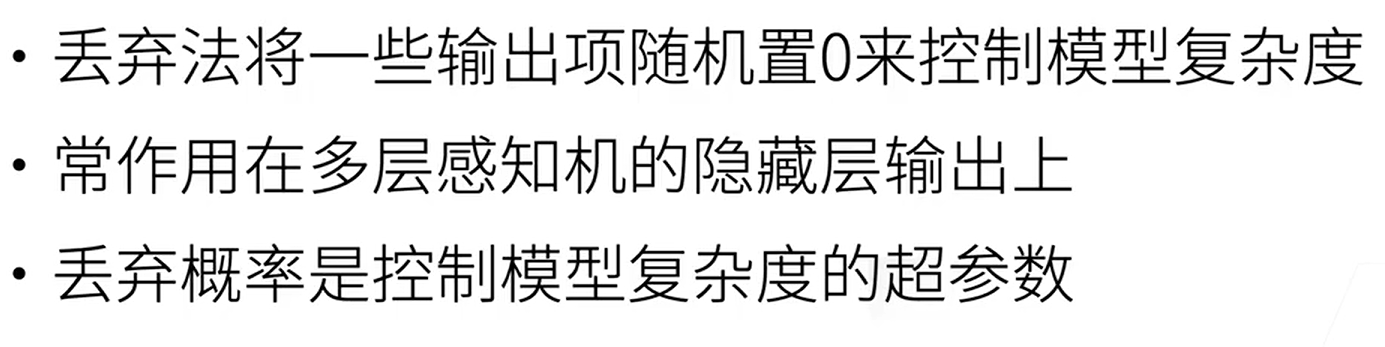 • 丢弃法将一些输出项随机置0来控制模型复杂度
• 常作用在多层感知机的隐藏层输出上
• 丢弃概率是控制模型复杂度的超参数